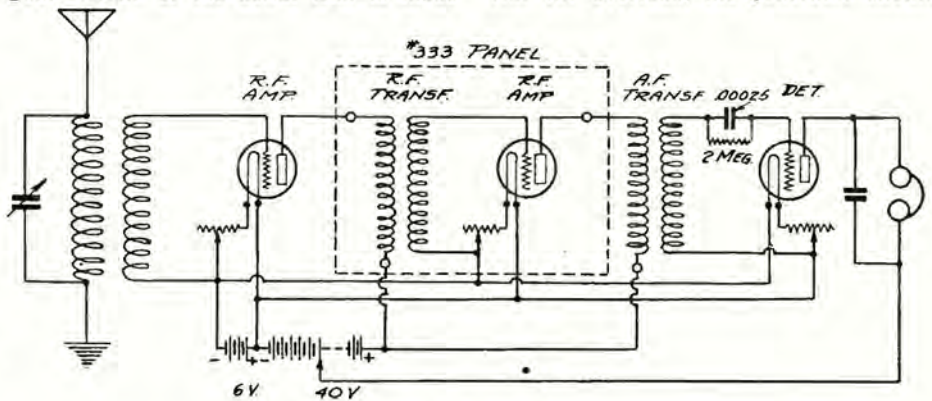 #333 PANEL
R.F. AMP.
R.F. TRANSF.
R.F. AMP
A.F. TRANSF.
.00025
DET.
2 MEG.
- + - +
6V.
40V